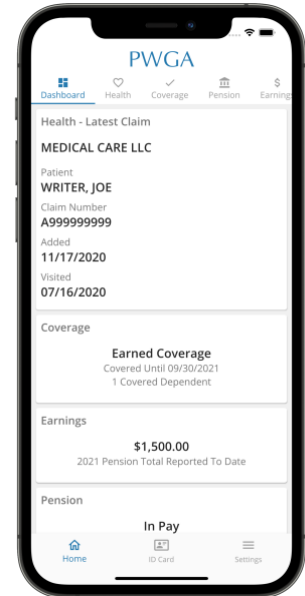 PWGA
Dashboard Health Coverage Pension Earnings
Health - Latest Claim
MEDICAL CARE LLC
Patient
WRITER, JOE
Claim Number
A999999999
Added
11/17/2020
Visited
07/16/2020
Coverage
Earned Coverage
Covered Until 09/30/2021
1 Covered Dependent
Earnings
$1,500.00
2021 Pension Total Reported To Date
Pension
In Pay
Home ID Card Settings